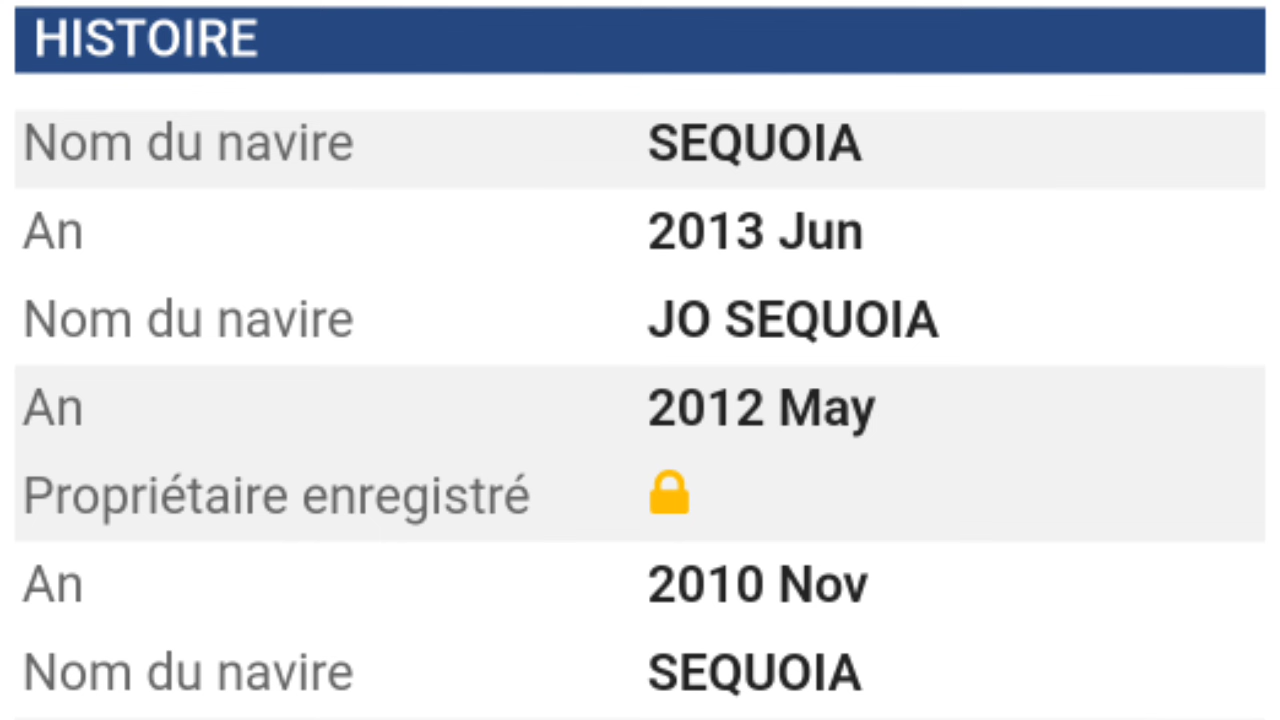 HISTOIRE
Nom du navire SEQUOIA
An 2013 Jun
Nom du navire JO SEQUOIA
An 2012 May
Propriétaire enregistré
An 2010 Nov
Nom du navire SEQUOIA